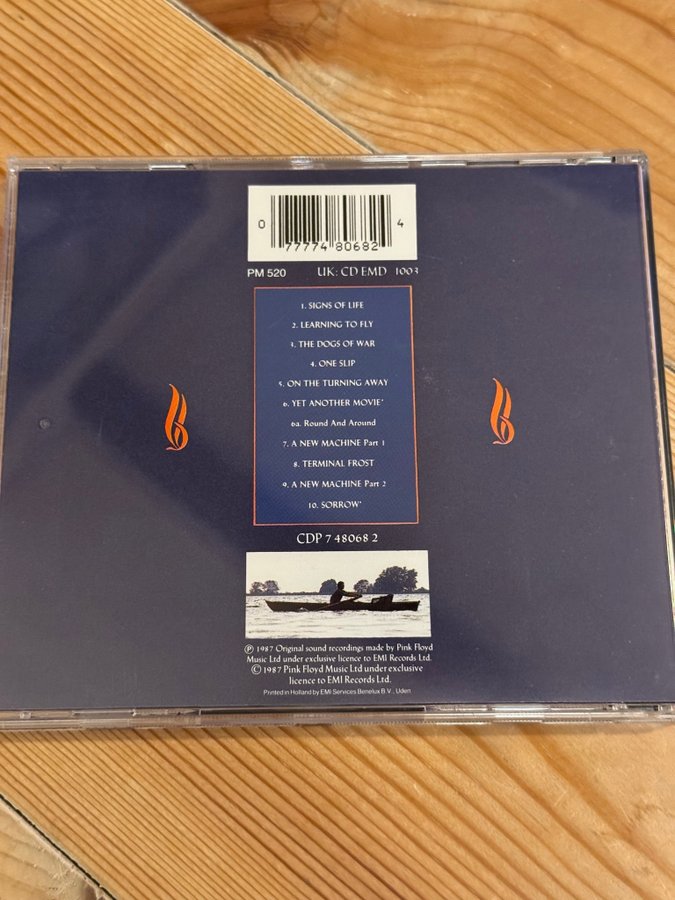 0 77774 80682 4
PM 520 UK: CD EMD 1003
1. SIGNS OF LIFE
2. LEARNING TO FLY
3. THE DOGS OF WAR
4. ONE SLIP
5. ON THE TURNING AWAY
6. YET ANOTHER MOVIE'
6a. Round And Around
7. A NEW MACHINE Part 1
8. TERMINAL FROST
9. A NEW MACHINE Part 2
10. SORROW'
CDP 7 48068 2
℗ 1987 Original sound recordings made by Pink Floyd
Music Ltd under exclusive licence to EMI Records Ltd.
© 1987 Pink Floyd Music Ltd under exclusive
licence to EMI Records Ltd.
Printed in Holland by EMI Services Benelux B.V., Uden